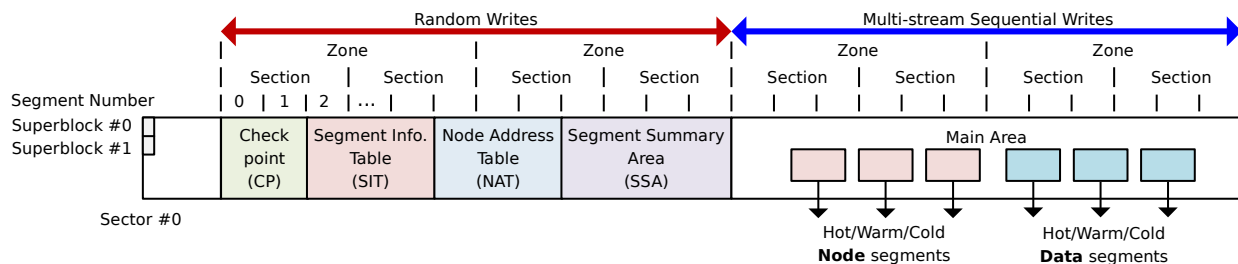 Random Writes
Multi-stream Sequential Writes
Zone
Zone
Zone
Zone
Section
Section
Section
Section
Section
Section
Section
Section
Segment Number
0
1
2
...
Superblock #0
Superblock #1
Check
point
(CP)
Segment Info.
Table
(SIT)
Node Address
Table
(NAT)
Segment Summary
Area
(SSA)
Main Area
Sector #0
Hot/Warm/Cold
Node segments
Hot/Warm/Cold
Data segments